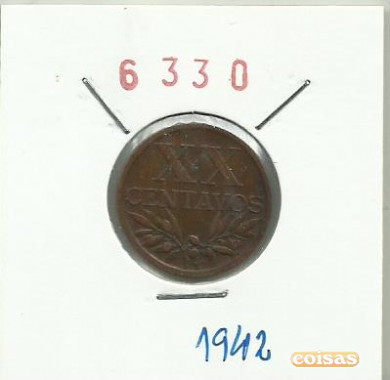 6330
XX
CENTAVOS
1942
coisas